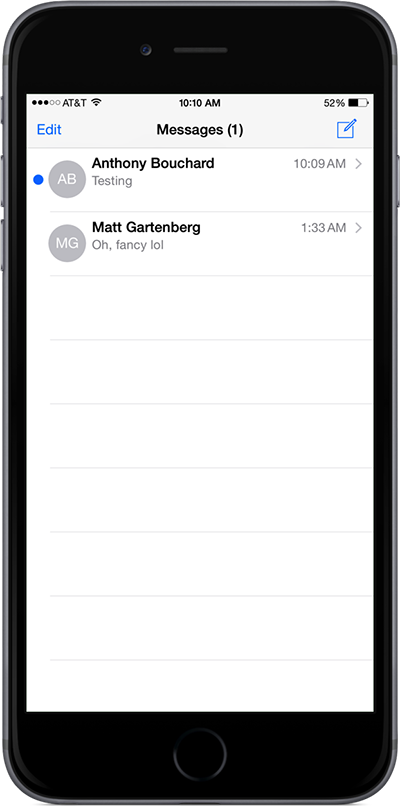 AT&T 10:10 AM 52%
Edit Messages (1)
Anthony Bouchard 10:09 AM
AB
Testing
Matt Gartenberg 1:33 AM
MG
Oh, fancy lol